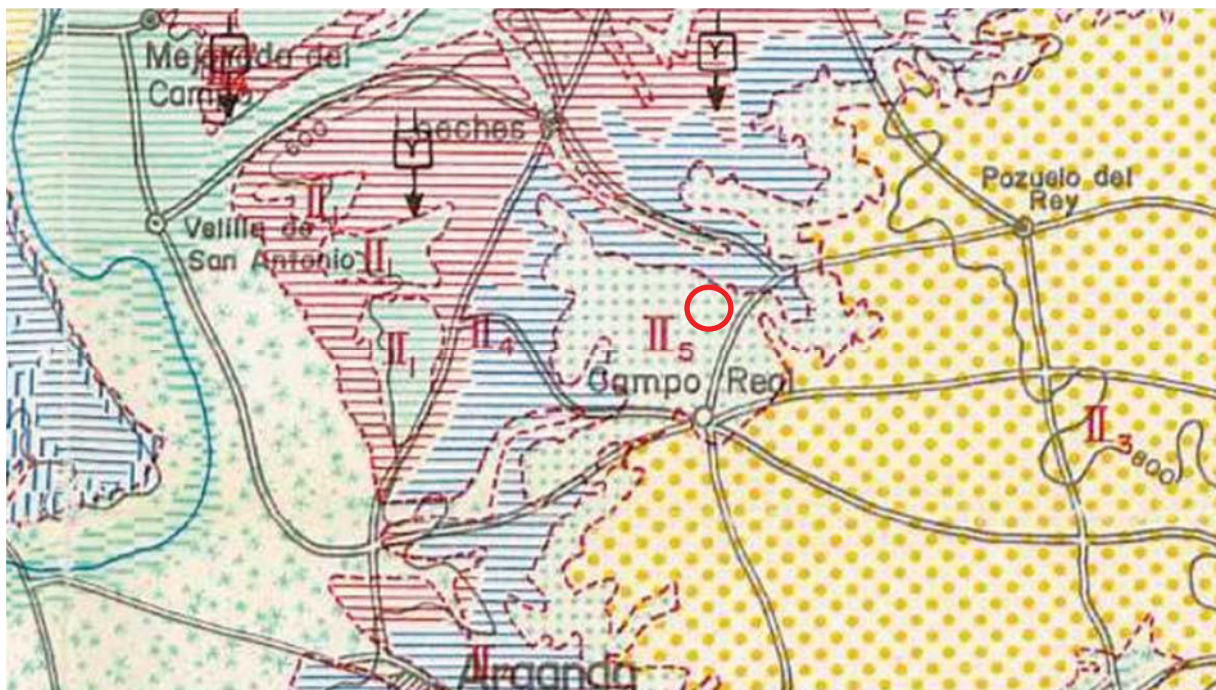 Mejorada del
Campo
Y
Y
Y
600
Loeches
Pozuelo del
Rey
Velilla de
San Antonio
II₁
II₁
II₁
II₄
II₅
Campo Real
II₃
800
II
Arganda